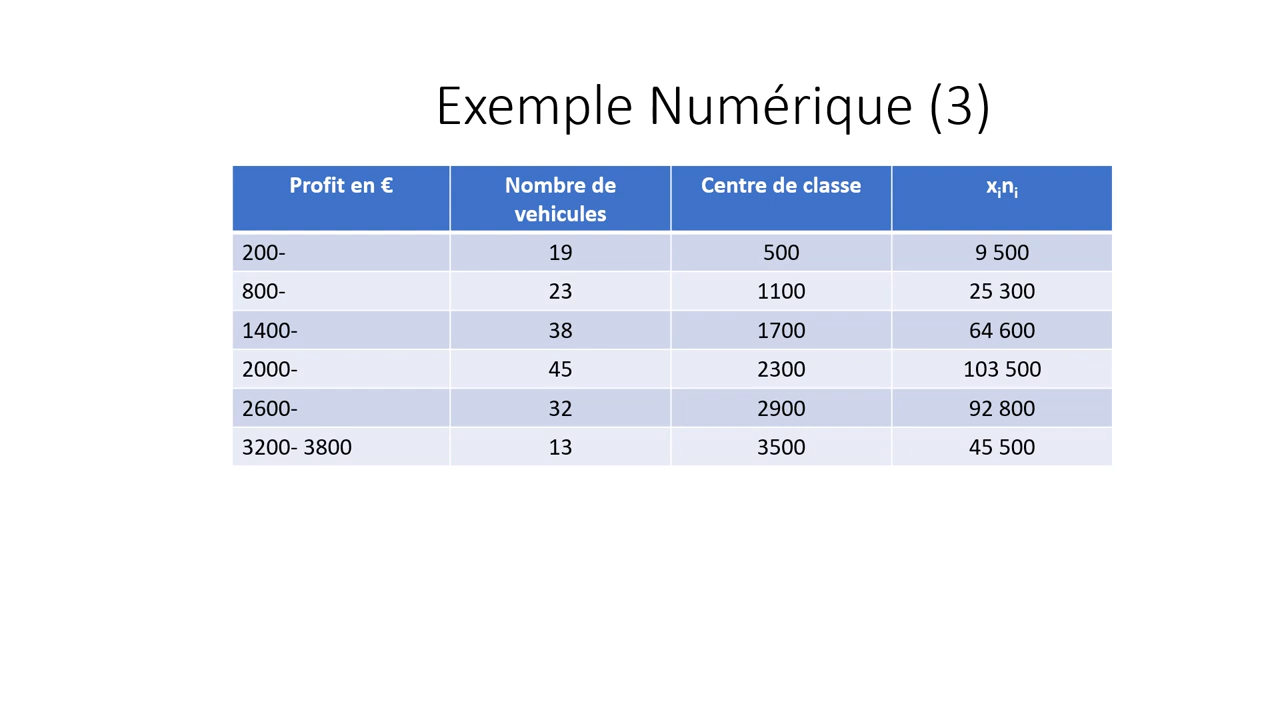 Exemple Numérique (3)
Profit en € Nombre de vehicules Centre de classe xᵢnᵢ
200- 19 500 9 500
800- 23 1100 25 300
1400- 38 1700 64 600
2000- 45 2300 103 500
2600- 32 2900 92 800
3200- 3800 13 3500 45 500